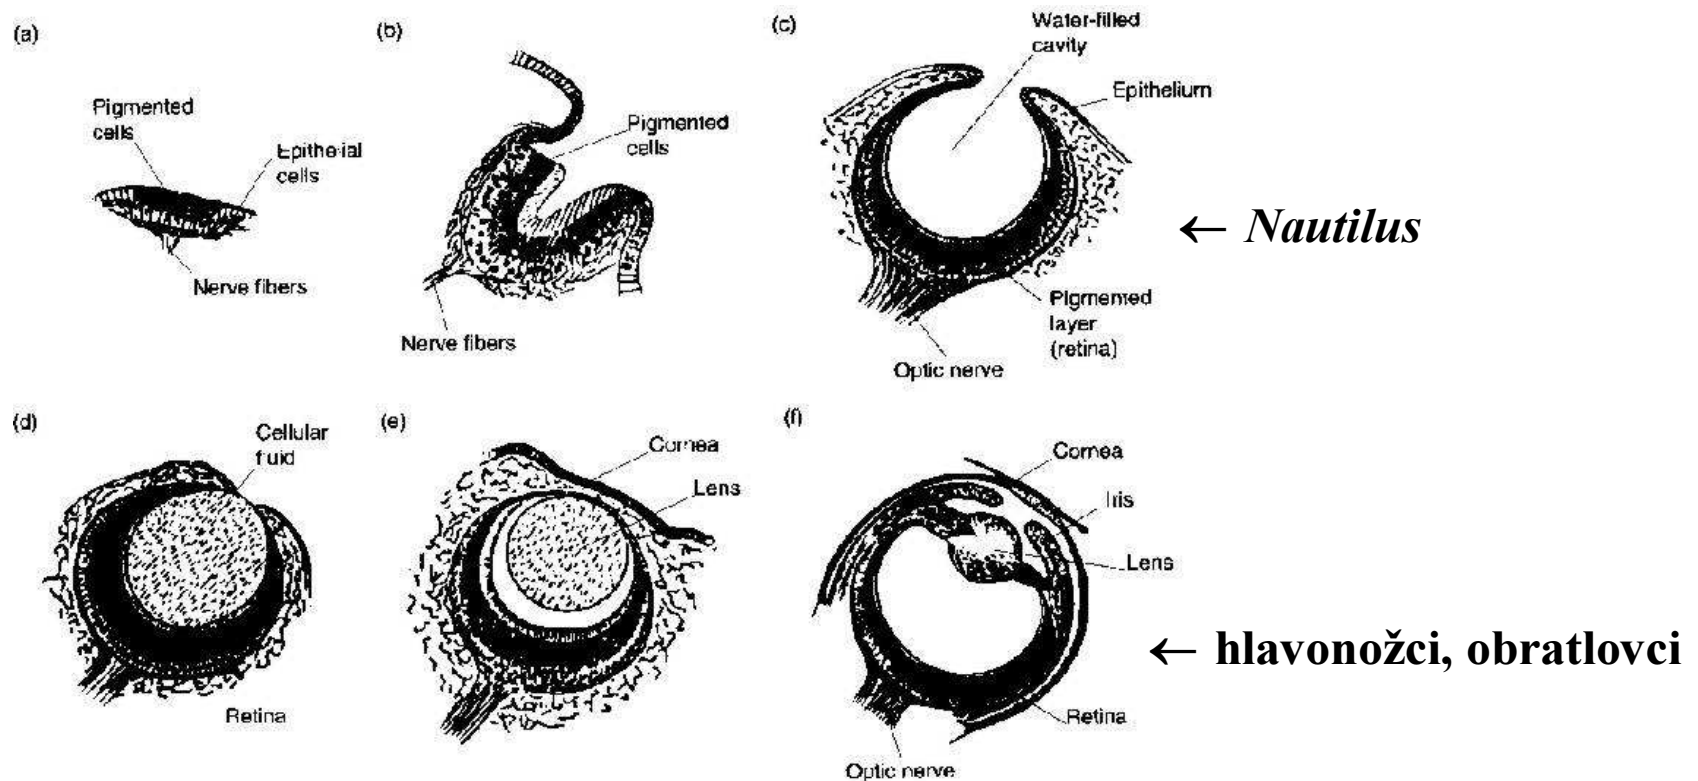 (a)
Pigmented
cells
Epithelial
cells
Nerve fibers
(b)
Pigmented
cells
Nerve fibers
(c)
Water-filled
cavity
Epithelium
Pigmented
layer
(retina)
Optic nerve
← Nautilus
(d)
Cellular
fluid
Retina
(e)
Cornea
Lens
(f)
Cornea
Iris
Lens
Retina
Optic nerve
← hlavonožci, obratlovci